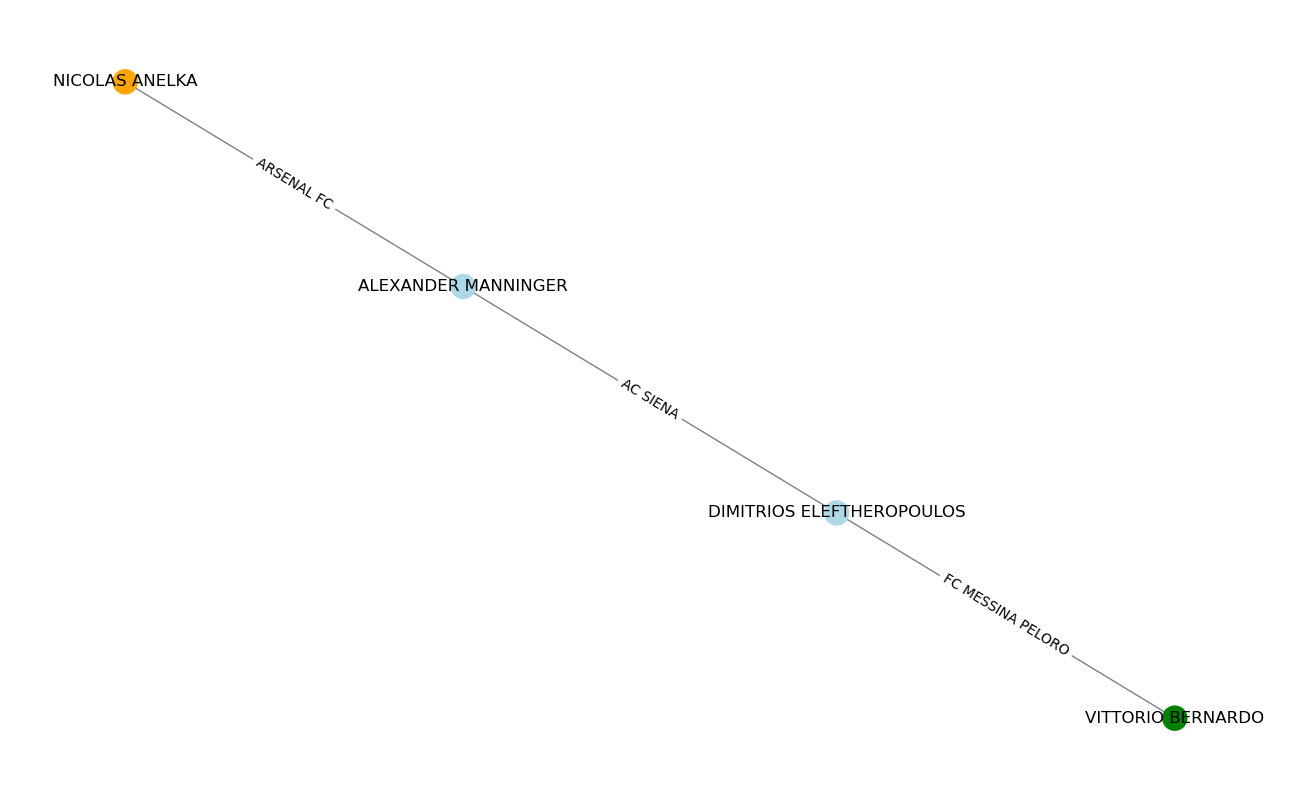 NICOLAS ANELKA
ARSENAL FC
ALEXANDER MANNINGER
AC SIENA
DIMITRIOS ELEFTHEROPOULOS
FC MESSINA PELORO
VITTORIO BERNARDO